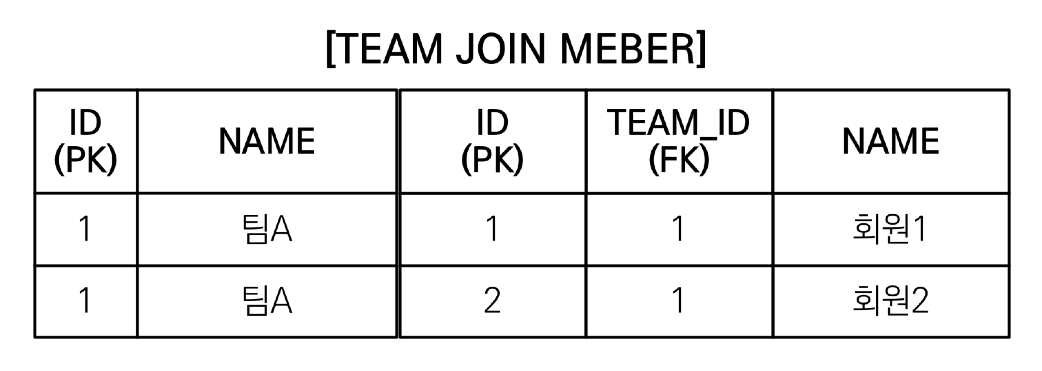 [TEAM JOIN MEBER]
ID (PK) NAME ID (PK) TEAM_ID (FK) NAME
1 팀A 1 1 회원1
1 팀A 2 1 회원2